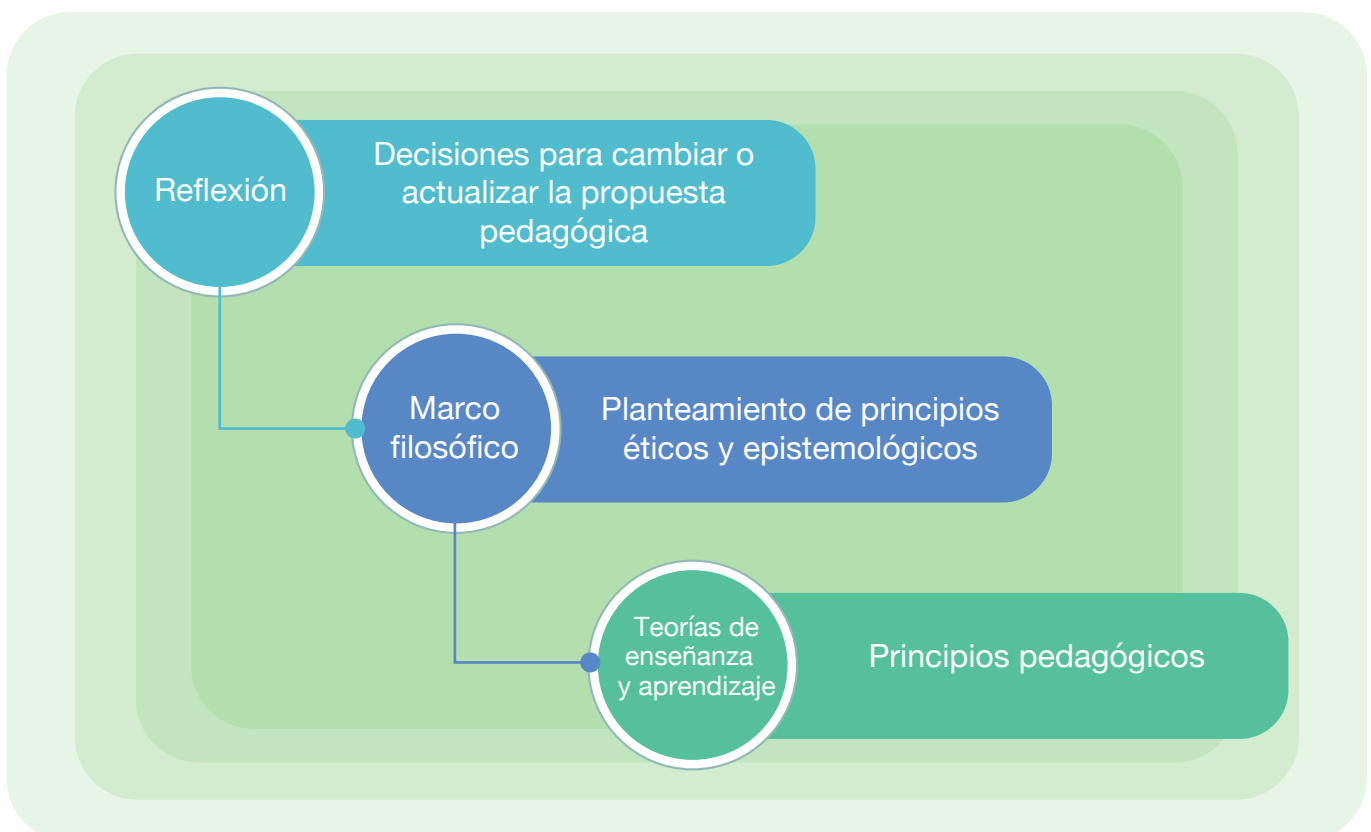 Reflexión
Decisiones para cambiar o
actualizar la propuesta
pedagógica
Marco
filosófico
Planteamiento de principios
éticos y epistemológicos
Teorías de
enseñanza
y aprendizaje
Principios pedagógicos